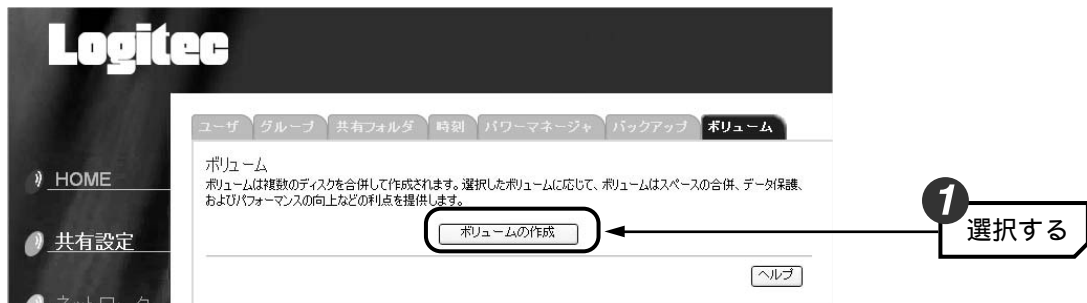 Logitec
ユーザ グループ 共有フォルダ 時刻 パワーマネージャ バックアップ ボリューム
ボリューム
ボリュームは複数のディスクを合併して作成されます。選択したボリュームに応じて、ボリュームはスペースの合併、データ保護、
およびパフォーマンスの向上などの利点を提供します。
HOME
ボリュームの作成
1
選択する
共有設定
ヘルプ
ネットワーク